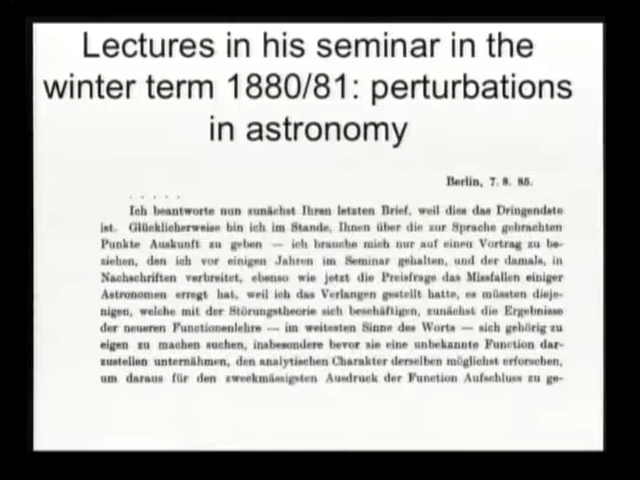 Lectures in his seminar in the
winter term 1880/81: perturbations
in astronomy
Berlin, 7. 8. 85.
. . . . .
Ich beantworte nun zunächst Ihren letzten Brief, weil dies das Dringendste
ist. Glücklicherweise bin ich im Stande, Ihnen über die zur Sprache gebrachten
Punkte Auskunft zu geben — ich brauche mich nur auf einen Vortrag zu be-
ziehen, den ich vor einigen Jahren im Seminar gehalten, und der damals, in
Nachschriften verbreitet, ebenso wie jetzt die Preisfrage das Missfallen einiger
Astronomen erregt hat, weil ich das Verlangen gestellt hatte, es müssten dieje-
nigen, welche mit der Störungstheorie sich beschäftigen, zunächst die Ergebnisse
der neueren Functionenlehre — im weitesten Sinne des Worts — sich gehörig zu
eigen zu machen suchen, insbesondere bevor sie eine unbekannte Function dar-
zustellen unternähmen, den analytischen Charakter derselben möglichst erforschen,
um daraus für den zweckmässigsten Ausdruck der Function Aufschluss zu ge-